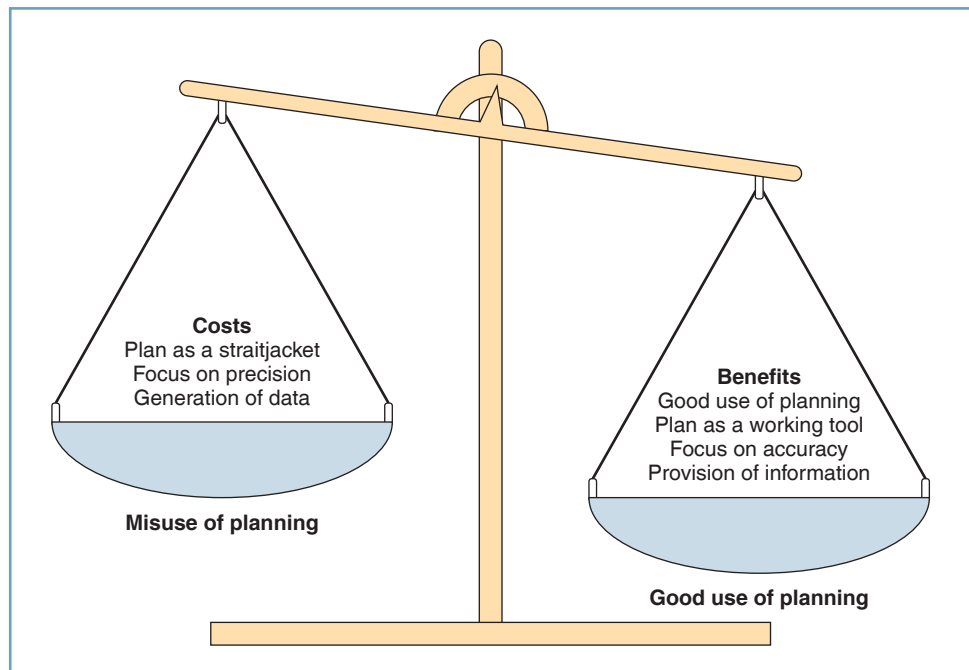 Costs
Plan as a straitjacket
Focus on precision
Generation of data
Misuse of planning
Benefits
Good use of planning
Plan as a working tool
Focus on accuracy
Provision of information
Good use of planning